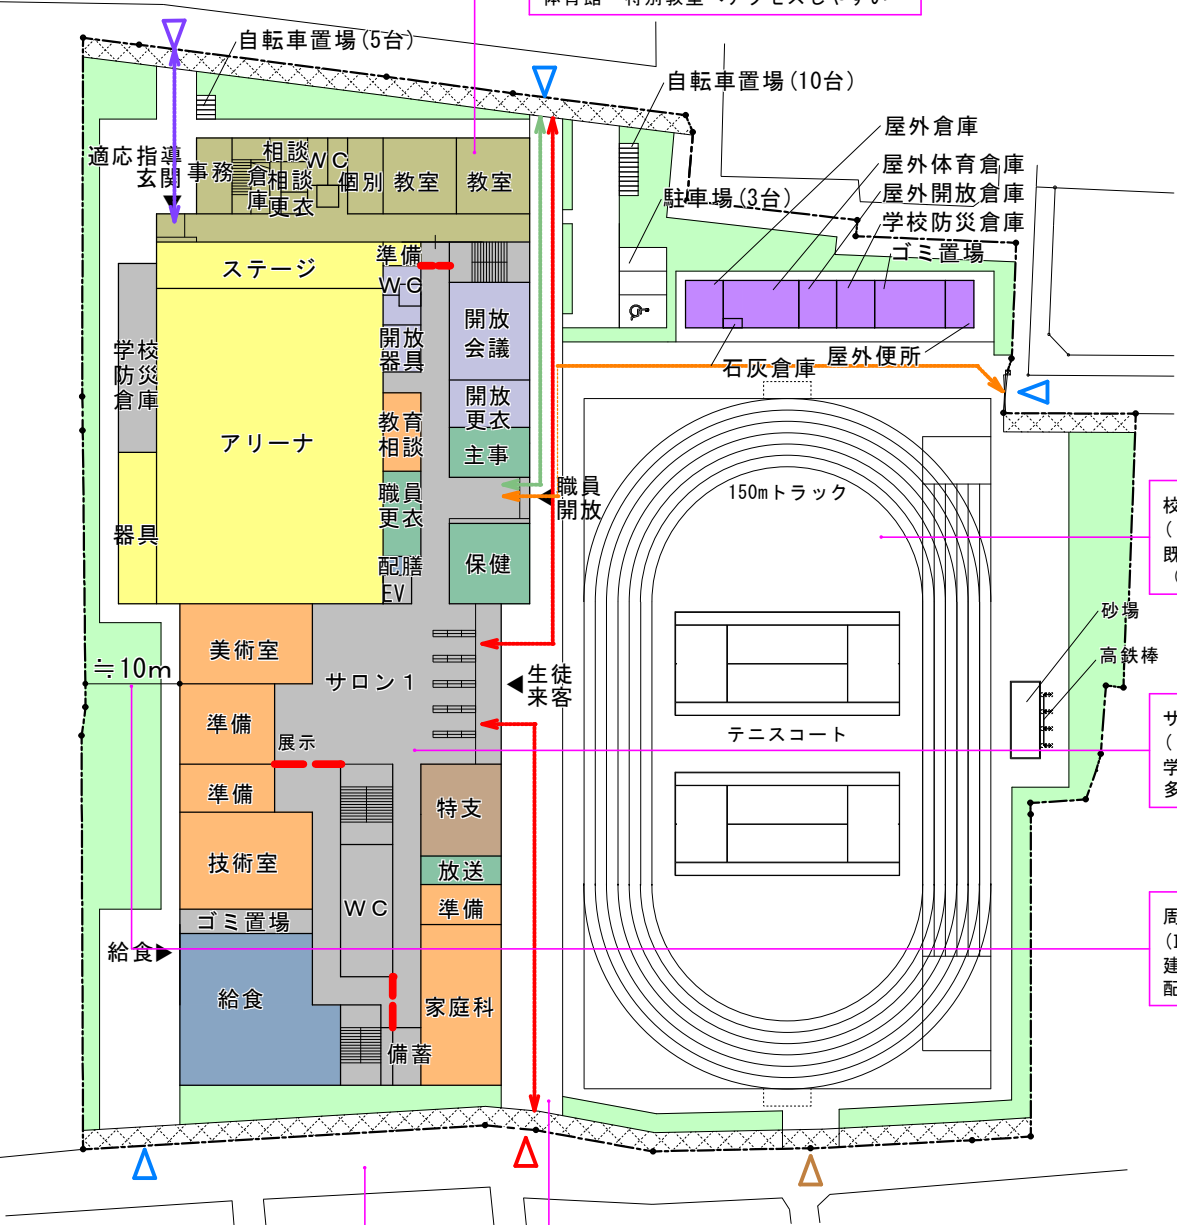 体育館・特別教室へアクセスしやすい
自転車置場(5台)
自転車置場(10台)
屋外倉庫
屋外体育倉庫
屋外開放倉庫
学校防災倉庫
ゴミ置場
駐車場(3台)
石灰倉庫
屋外便所
適応指導
玄関
事務
倉庫
相談
相談
更衣
WC
個別
教室
教室
ステージ
準備
WC
開放
器具
開放
会議
開放
更衣
学校
防災
倉庫
アリーナ
教育
相談
主事
職員
更衣
職員
開放
器具
配膳
EV
保健
150mトラック
校
(
既
(
美術室
≒10m
サロン1
生徒
来客
砂場
高鉄棒
準備
展示
テニスコート
サ
(
学
多
準備
特支
技術室
放送
準備
WC
ゴミ置場
給食
給食
家庭科
備蓄
周
建
配